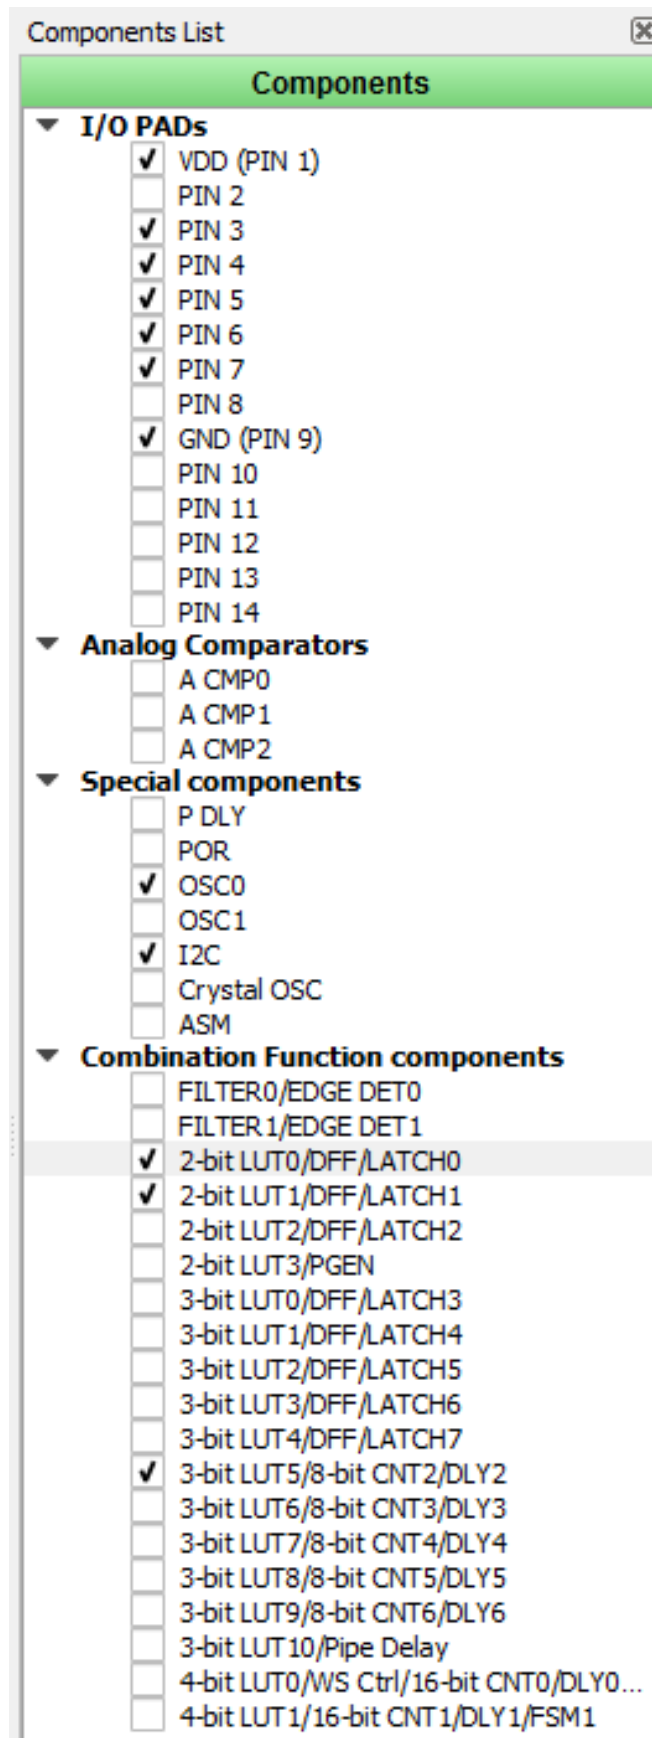 Components List
Components
I/O PADs
VDD (PIN 1)
PIN 2
PIN 3
PIN 4
PIN 5
PIN 6
PIN 7
PIN 8
GND (PIN 9)
PIN 10
PIN 11
PIN 12
PIN 13
PIN 14
Analog Comparators
A CMP0
A CMP1
A CMP2
Special components
P DLY
POR
OSC0
OSC1
I2C
Crystal OSC
ASM
Combination Function components
FILTER0/EDGE DET0
FILTER1/EDGE DET1
2-bit LUT0/DFF/LATCH0
2-bit LUT1/DFF/LATCH1
2-bit LUT2/DFF/LATCH2
2-bit LUT3/PGEN
3-bit LUT0/DFF/LATCH3
3-bit LUT1/DFF/LATCH4
3-bit LUT2/DFF/LATCH5
3-bit LUT3/DFF/LATCH6
3-bit LUT4/DFF/LATCH7
3-bit LUT5/8-bit CNT2/DLY2
3-bit LUT6/8-bit CNT3/DLY3
3-bit LUT7/8-bit CNT4/DLY4
3-bit LUT8/8-bit CNT5/DLY5
3-bit LUT9/8-bit CNT6/DLY6
3-bit LUT10/Pipe Delay
4-bit LUT0/WS Ctrl/16-bit CNT0/DLY0...
4-bit LUT1/16-bit CNT1/DLY1/FSM1